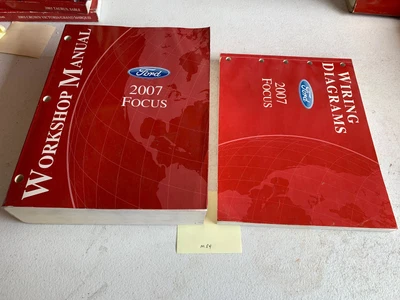 WORKSHOP MANUAL
Ford
2007
FOCUS
WIRING
DIAGRAMS
Ford
2007
FOCUS